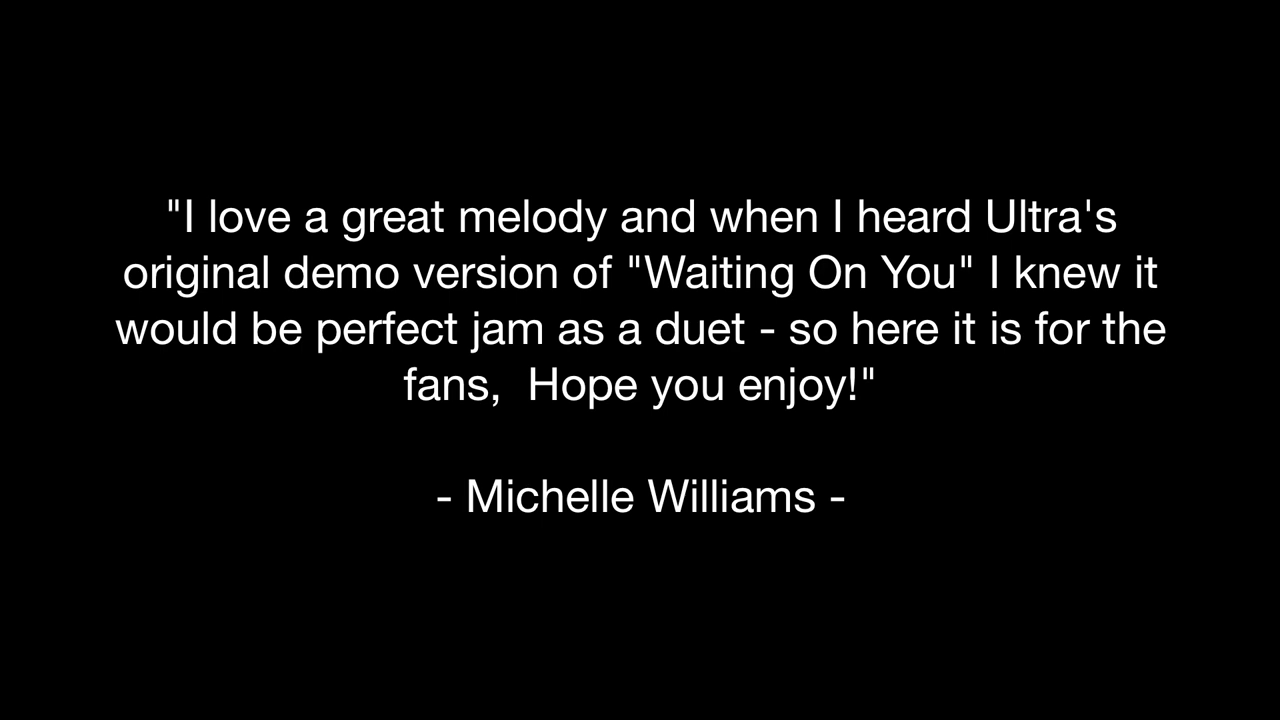 "I love a great melody and when I heard Ultra's
original demo version of "Waiting On You" I knew it
would be perfect jam as a duet - so here it is for the
fans,  Hope you enjoy!"
- Michelle Williams -